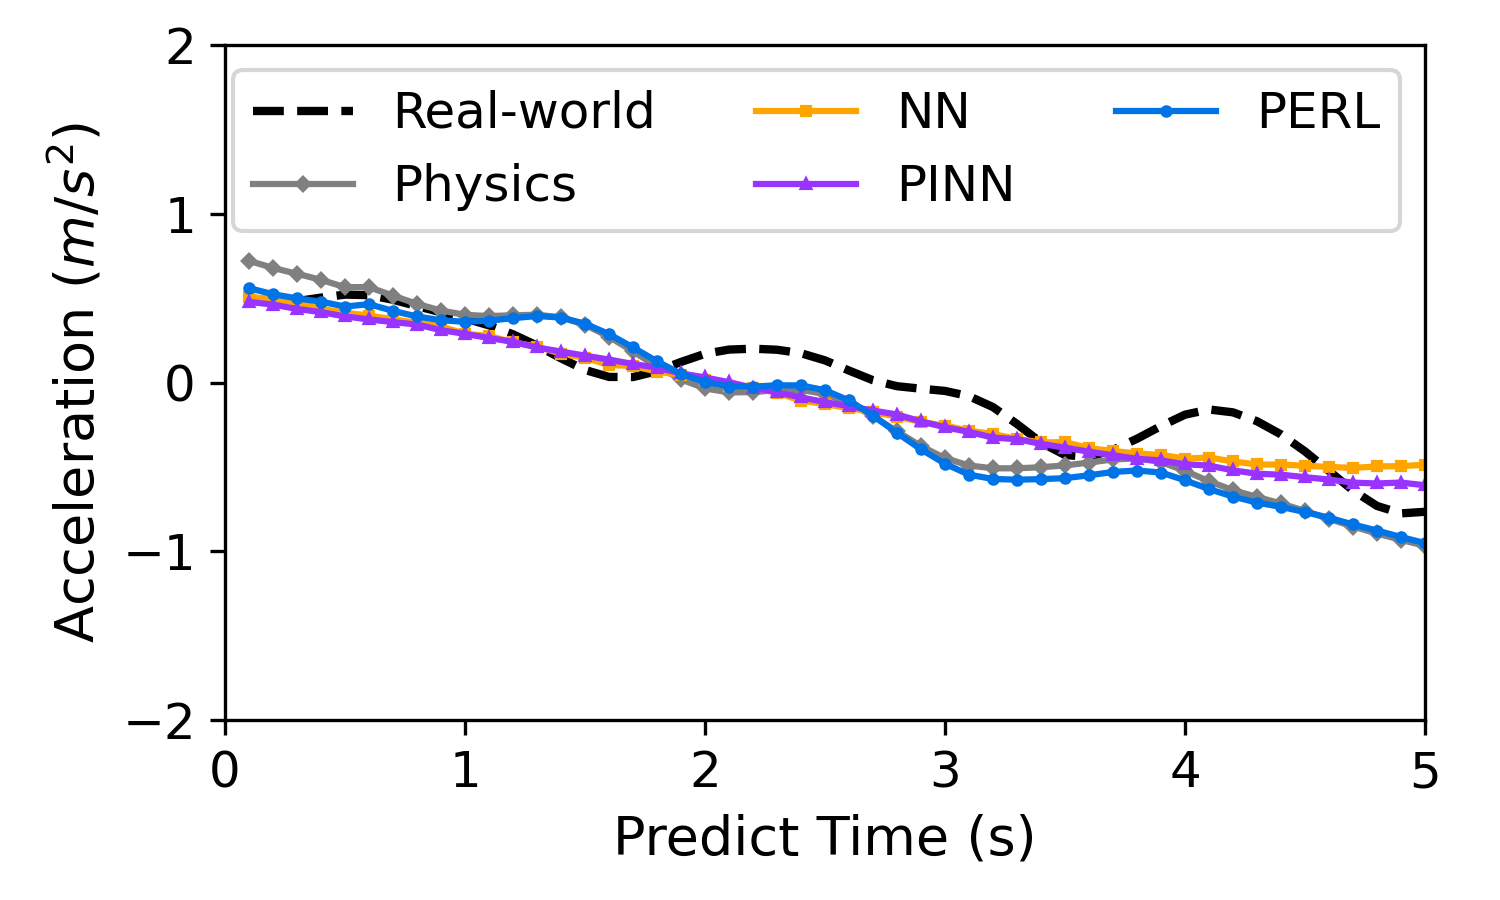 2
1
0
−1
−2
Acceleration (m/s²)
Real-world
Physics
NN
PINN
PERL
0 1 2 3 4 5
Predict Time (s)